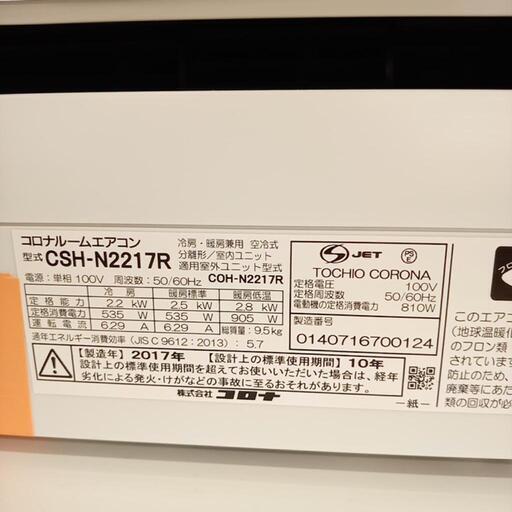 コロナルームエアコン
型式 CSH-N2217R
冷房・暖房兼用 空冷式
分離形/室内ユニット
適用室外ユニット型式
COH-N2217R
電源:単相100V 周波数:50/60Hz
冷房 暖房標準 暖房低温
定格能力 2.2 kW 2.5 kW 2.8 kW
定格消費電力 535 W 535 W 905 W
運転電流 6.29 A 6.29 A 総質量:9.5kg
通年エネルギー消費効率(JIS C 9612:2013):5.7
JET
PS E
TOCHIO CORONA
定格電圧 100V
定格周波数 50/60Hz
電動機の定格消費電力 810W
製造番号
0140716700124
【製造年】2017年 【設計上の標準使用期間】10年
設計上の標準使用期間を超えてお使いいただいた場合は、経年
劣化による発火・けがなどの事故に至るおそれがあります。
株式会社 コロナ
フロ
このエアコ
(地球温暖化
のフロン類
されています
防止のため、
廃棄等にあた
類の回収が必
-紙-